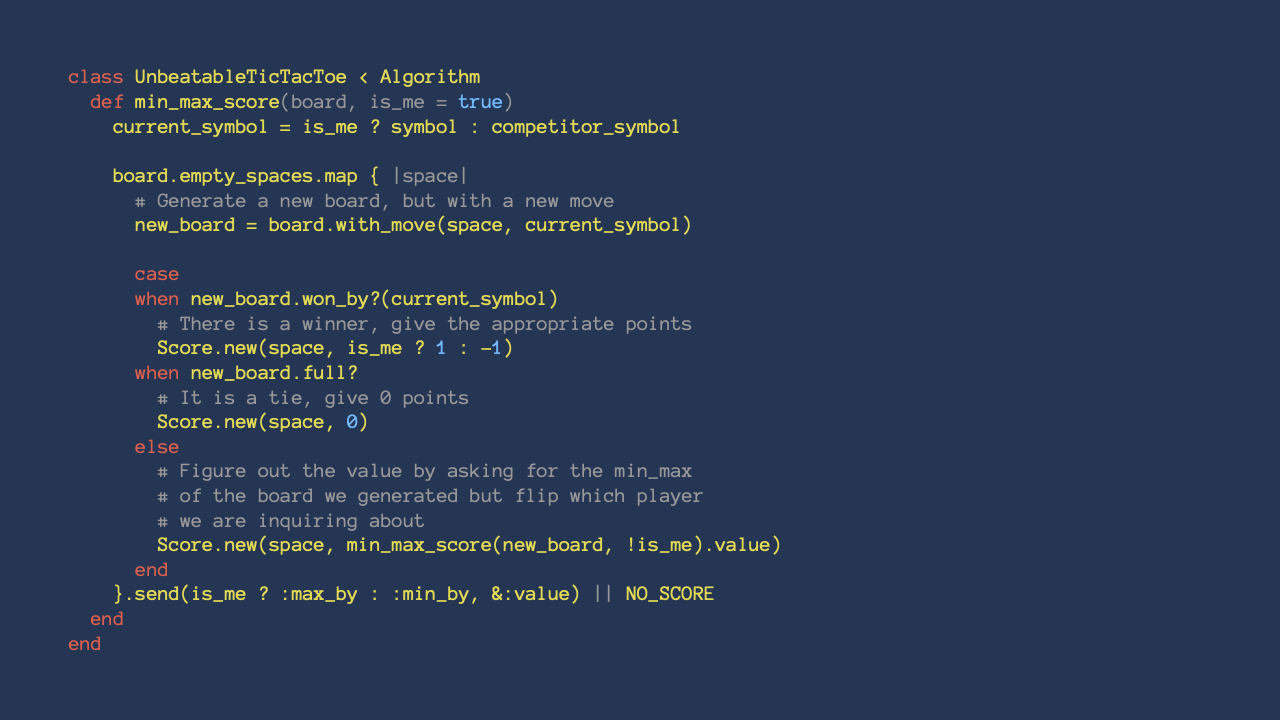 class UnbeatableTicTacToe < Algorithm
  def min_max_score(board, is_me = true)
    current_symbol = is_me ? symbol : competitor_symbol

    board.empty_spaces.map { |space|
      # Generate a new board, but with a new move
      new_board = board.with_move(space, current_symbol)

      case
      when new_board.won_by?(current_symbol)
        # There is a winner, give the appropriate points
        Score.new(space, is_me ? 1 : -1)
      when new_board.full?
        # It is a tie, give 0 points
        Score.new(space, 0)
      else
        # Figure out the value by asking for the min_max
        # of the board we generated but flip which player
        # we are inquiring about
        Score.new(space, min_max_score(new_board, !is_me).value)
      end
    }.send(is_me ? :max_by : :min_by, &:value) || NO_SCORE
  end
end